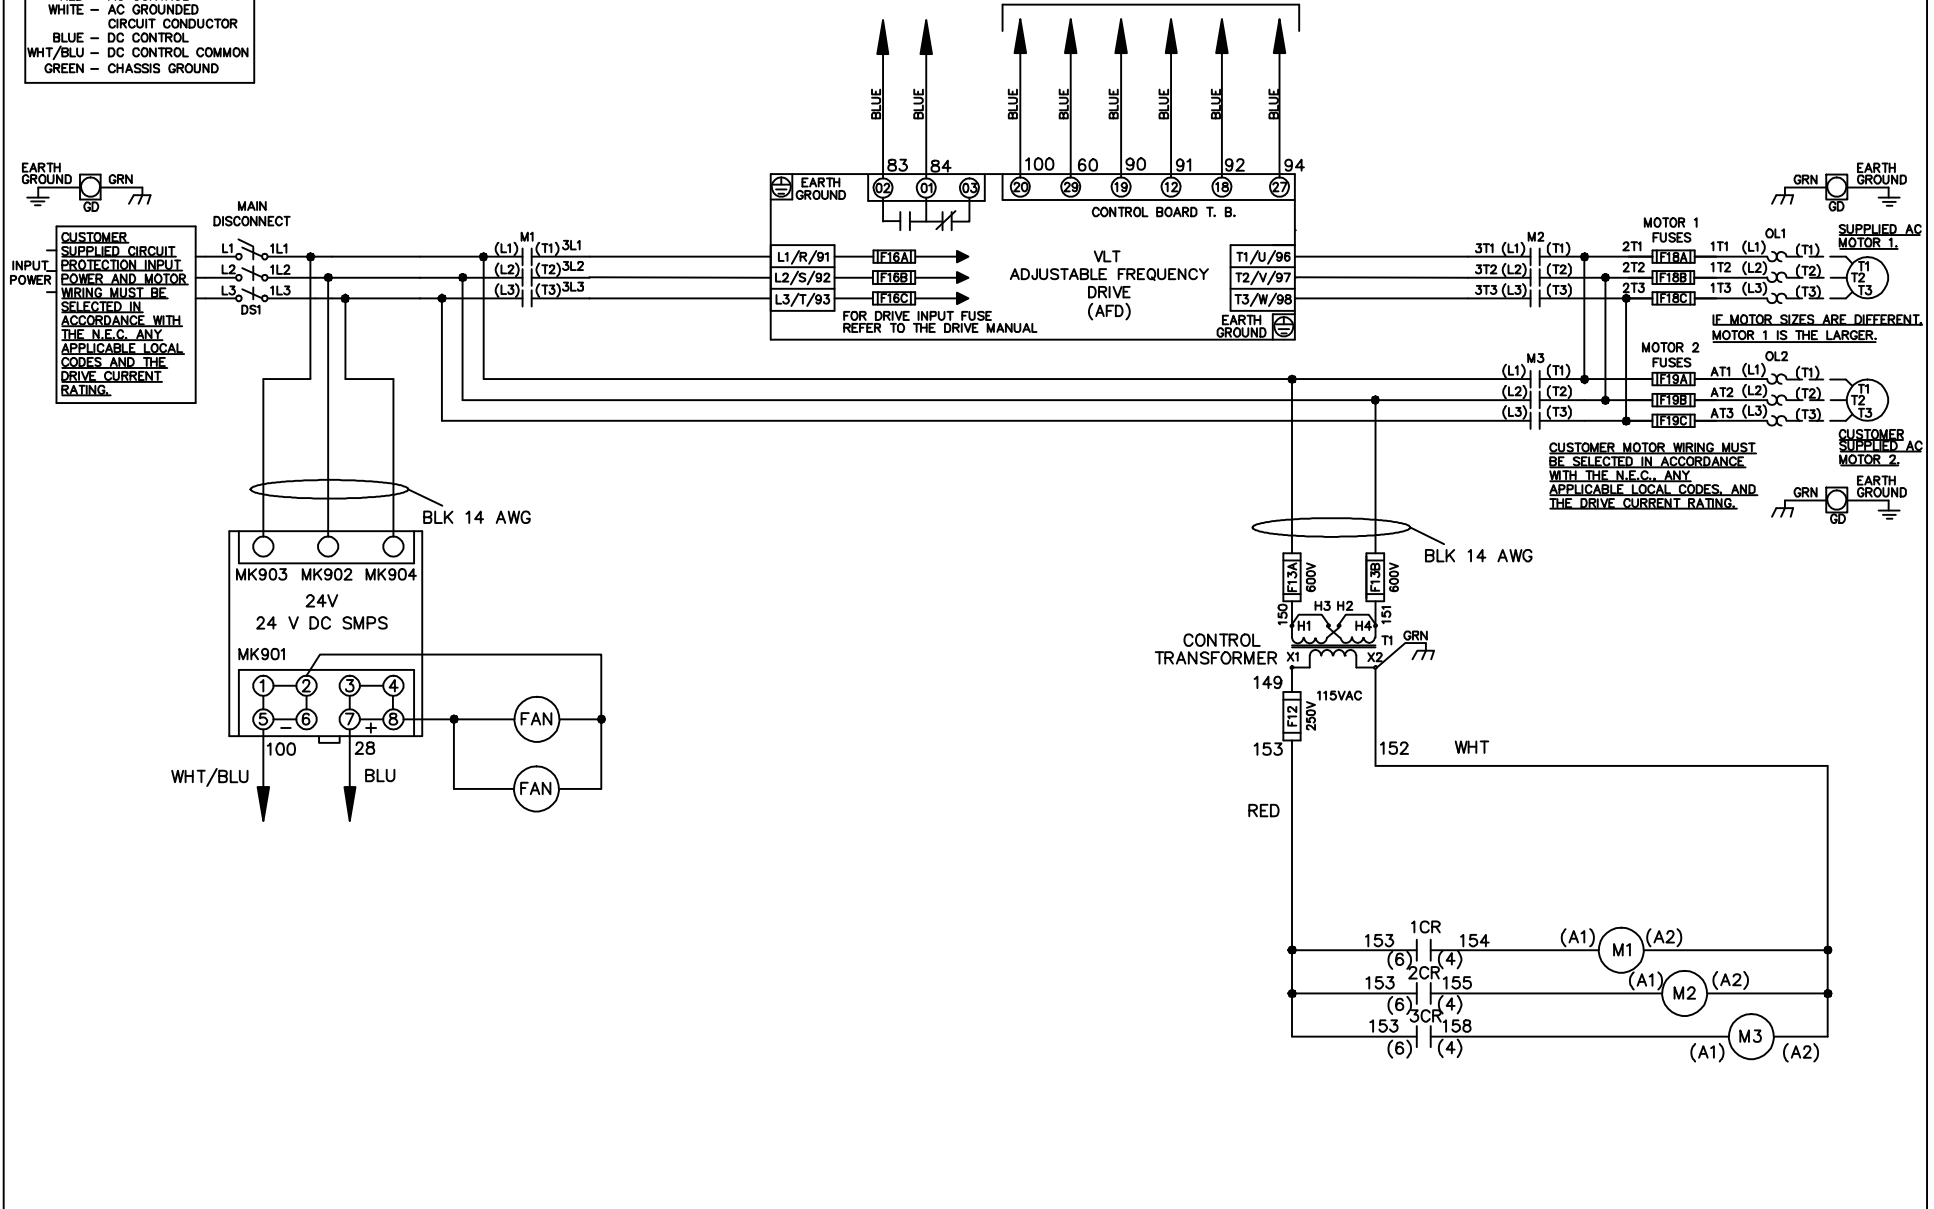 WHITE – AC GROUNDED
CIRCUIT CONDUCTOR
BLUE – DC CONTROL
WHT/BLU – DC CONTROL COMMON
GREEN – CHASSIS GROUND
BLUE BLUE BLUE BLUE BLUE BLUE BLUE BLUE
83 84 100 60 90 91 92 94
EARTH
GROUND
GRN
GD
EARTH
GROUND
02 01 03
20 29 19 12 18 27
CONTROL BOARD T. B.
GRN
GD
EARTH
GROUND
MAIN
DISCONNECT
INPUT
POWER
CUSTOMER
SUPPLIED CIRCUIT
PROTECTION INPUT
POWER AND MOTOR
WIRING MUST BE
SELECTED IN
ACCORDANCE WITH
THE N.E.C. ANY
APPLICABLE LOCAL
CODES AND THE
DRIVE CURRENT
RATING.
L1 1L1
L2 1L2
L3 1L3
DS1
M1
(L1) (T1) 3L1
(L2) (T2) 3L2
(L3) (T3) 3L3
L1/R/91 F16A
L2/S/92 F16B
L3/T/93 F16C
FOR DRIVE INPUT FUSE
REFER TO THE DRIVE MANUAL
VLT
ADJUSTABLE FREQUENCY
DRIVE
(AFD)
T1/U/96
T2/V/97
T3/W/98
EARTH
GROUND
M2
3T1 (L1) (T1)
3T2 (L2) (T2)
3T3 (L3) (T3)
MOTOR 1
FUSES
2T1 F18A 1T1 (L1) (T1)
2T2 F18B 1T2 (L2) (T2)
2T3 F18C 1T3 (L3) (T3)
OL1
SUPPLIED AC
MOTOR 1.
T1
T2
T3
IF MOTOR SIZES ARE DIFFERENT,
MOTOR 1 IS THE LARGER.
M3
(L1) (T1)
(L2) (T2)
(L3) (T3)
MOTOR 2
FUSES
F19A AT1 (L1) (T1)
F19B AT2 (L2) (T2)
F19C AT3 (L3) (T3)
OL2
T1
T2
T3
CUSTOMER
SUPPLIED AC
MOTOR 2.
CUSTOMER MOTOR WIRING MUST
BE SELECTED IN ACCORDANCE
WITH THE N.E.C., ANY
APPLICABLE LOCAL CODES, AND
THE DRIVE CURRENT RATING.
GRN
GD
EARTH
GROUND
BLK 14 AWG
MK903 MK902 MK904
24V
24 V DC SMPS
MK901
1 2 3 4
5 – 6 7 + 8
100 28
WHT/BLU BLU
FAN
FAN
BLK 14 AWG
F13A 600V
F13B 600V
150 151
H3 H2
H1 H4
T1
GRN
CONTROL
TRANSFORMER
X1 X2
149
115VAC
F12 250V
153
152 WHT
RED
1CR
153 154 (A1) M1 (A2)
(6) (4)
2CR
153 155 (A1) M2 (A2)
(6) (4)
3CR
153 158 M3
(6) (4) (A1) (A2)